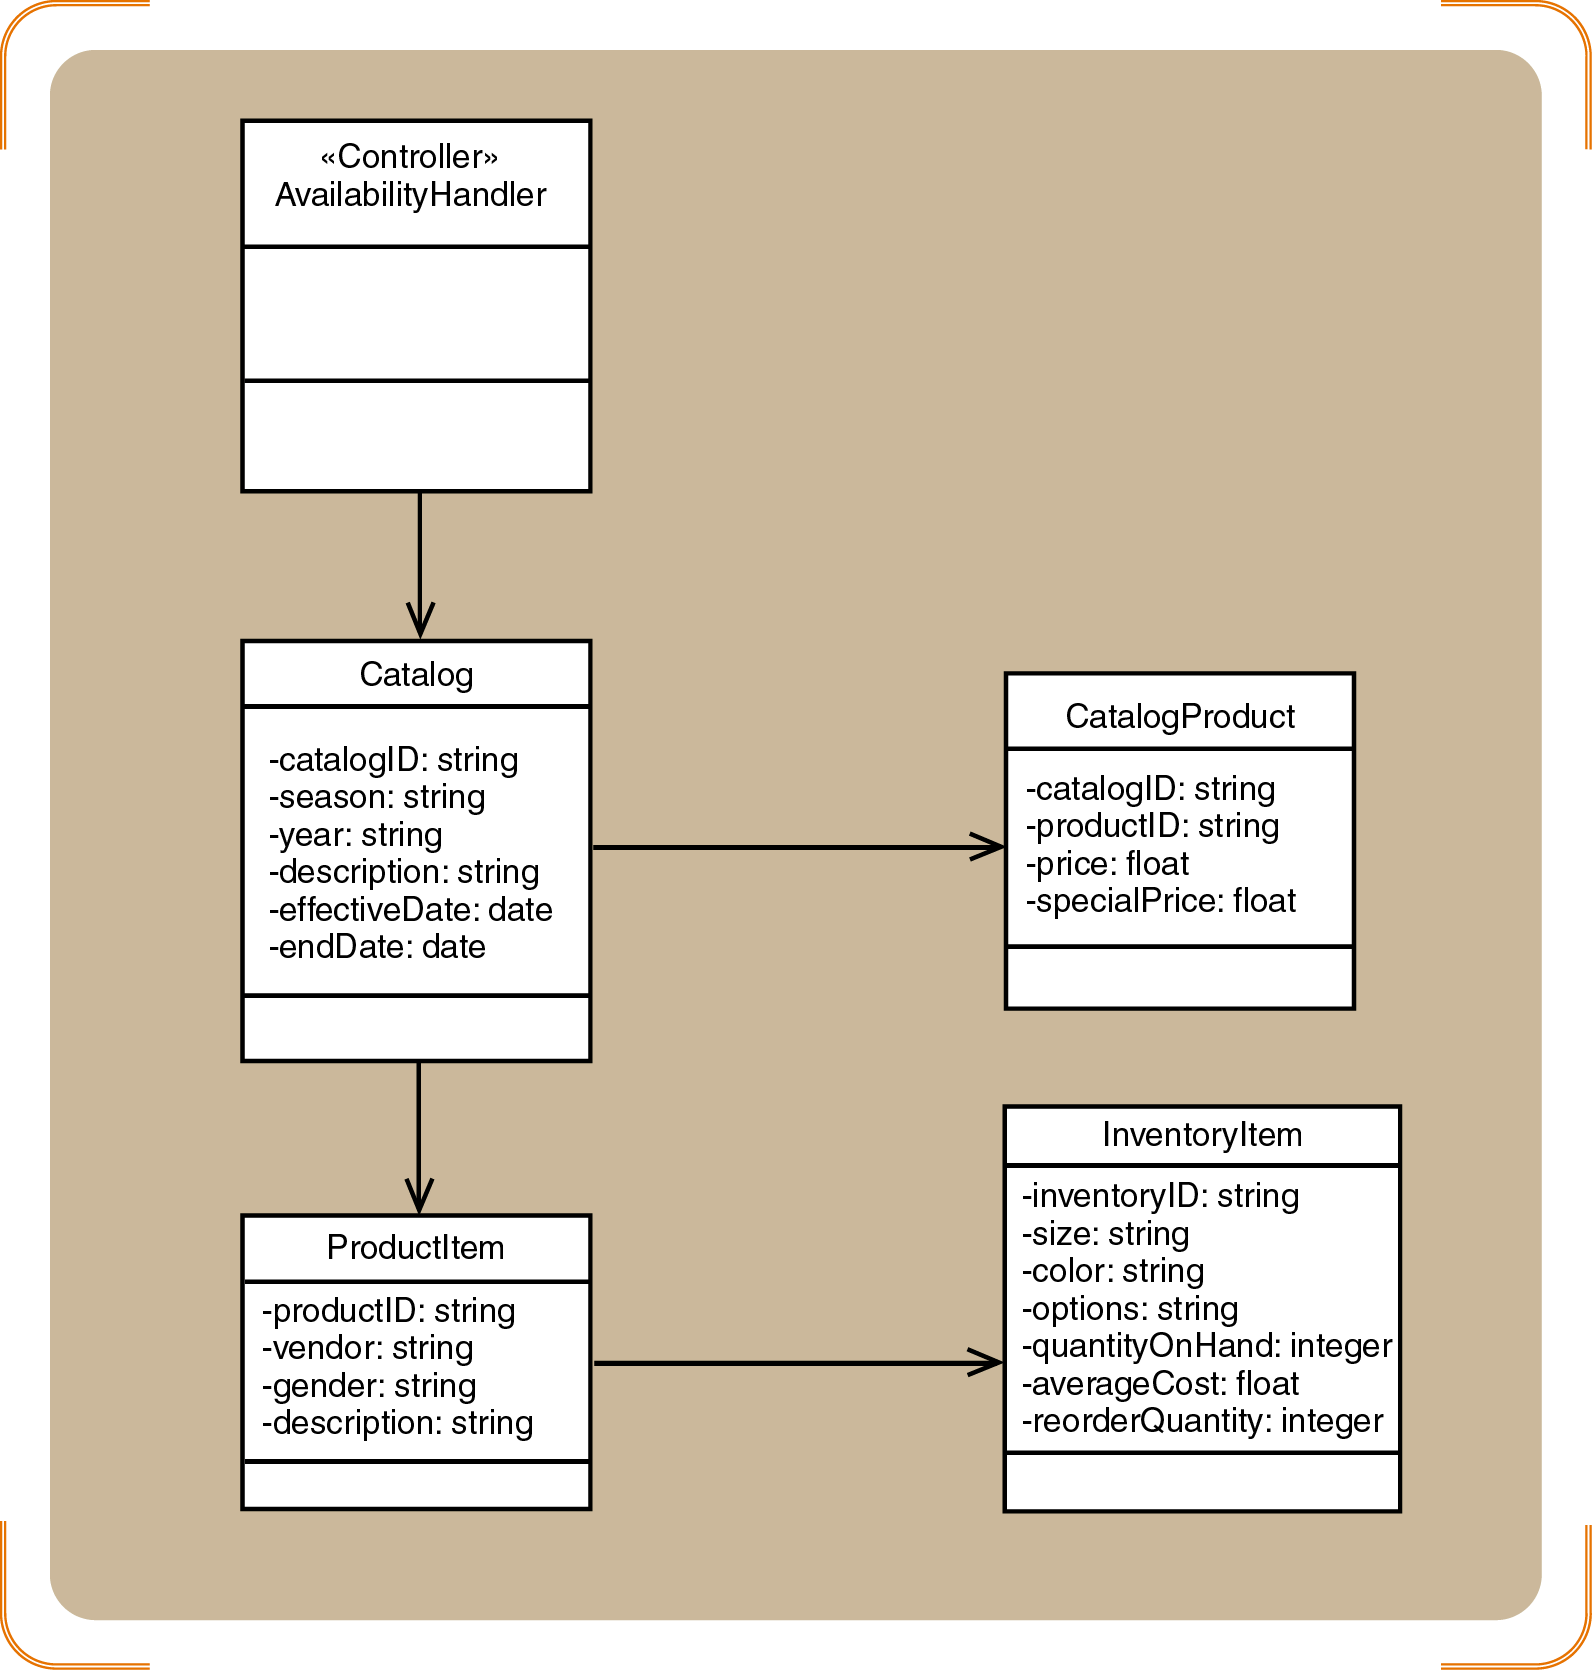 «Controller»
AvailabilityHandler
Catalog
-catalogID: string
-season: string
-year: string
-description: string
-effectiveDate: date
-endDate: date
CatalogProduct
-catalogID: string
-productID: string
-price: float
-specialPrice: float
ProductItem
-productID: string
-vendor: string
-gender: string
-description: string
InventoryItem
-inventoryID: string
-size: string
-color: string
-options: string
-quantityOnHand: integer
-averageCost: float
-reorderQuantity: integer